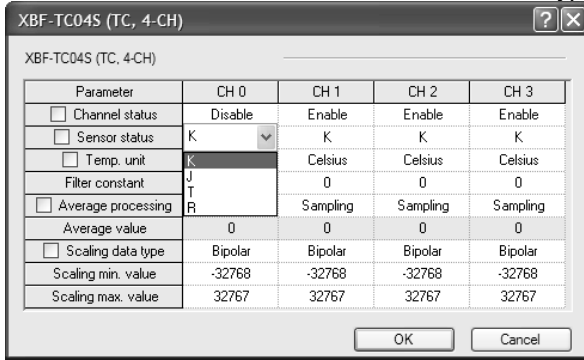 XBF-TC04S (TC, 4-CH)
XBF-TC04S (TC, 4-CH)
Parameter CH 0 CH 1 CH 2 CH 3
Channel status Disable Enable Enable Enable
Sensor status K K K K
Temp. unit K Celsius Celsius Celsius
J
Filter constant T 0 0 0
Average processing R Sampling Sampling Sampling
Average value 0 0 0 0
Scaling data type Bipolar Bipolar Bipolar Bipolar
Scaling min. value -32768 -32768 -32768 -32768
Scaling max. value 32767 32767 32767 32767
OK Cancel